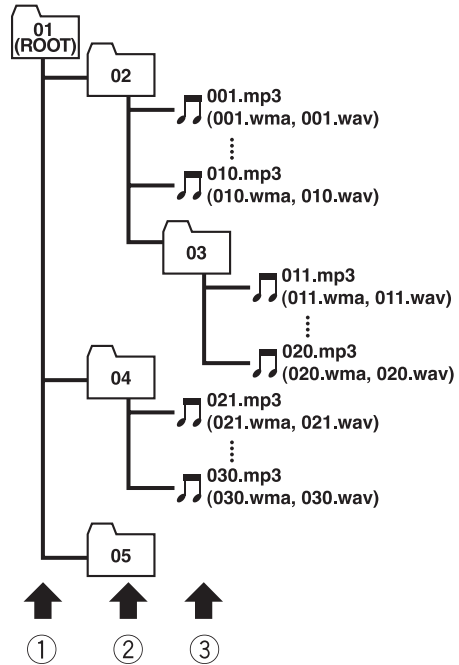 01
(ROOT)
02
001.mp3
(001.wma, 001.wav)
010.mp3
(010.wma, 010.wav)
03
011.mp3
(011.wma, 011.wav)
020.mp3
(020.wma, 020.wav)
04
021.mp3
(021.wma, 021.wav)
030.mp3
(030.wma, 030.wav)
05
① ② ③